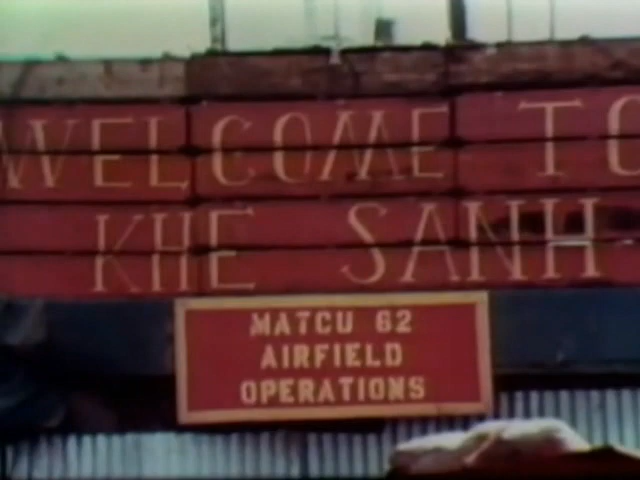 WELCOME TO
KHE SANH
MATCU 62
AIRFIELD
OPERATIONS